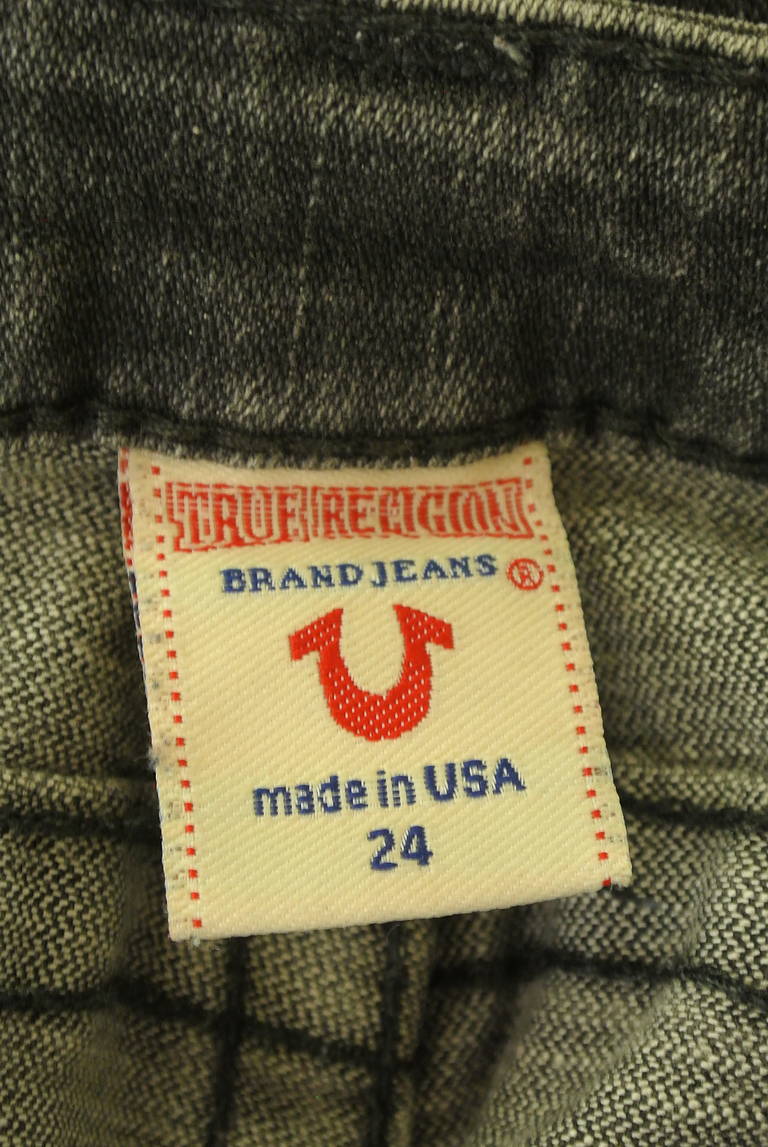 TRUE RELIGION
BRAND JEANS ®
made in USA
24